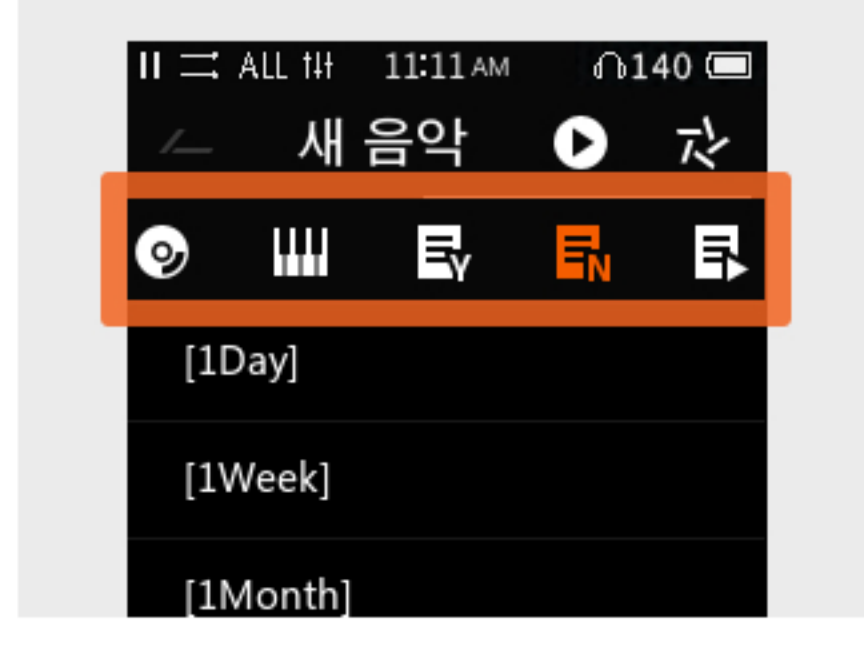 ALL 11:11 AM 140
새 음악
Y N
[1Day]
[1Week]
[1Month]